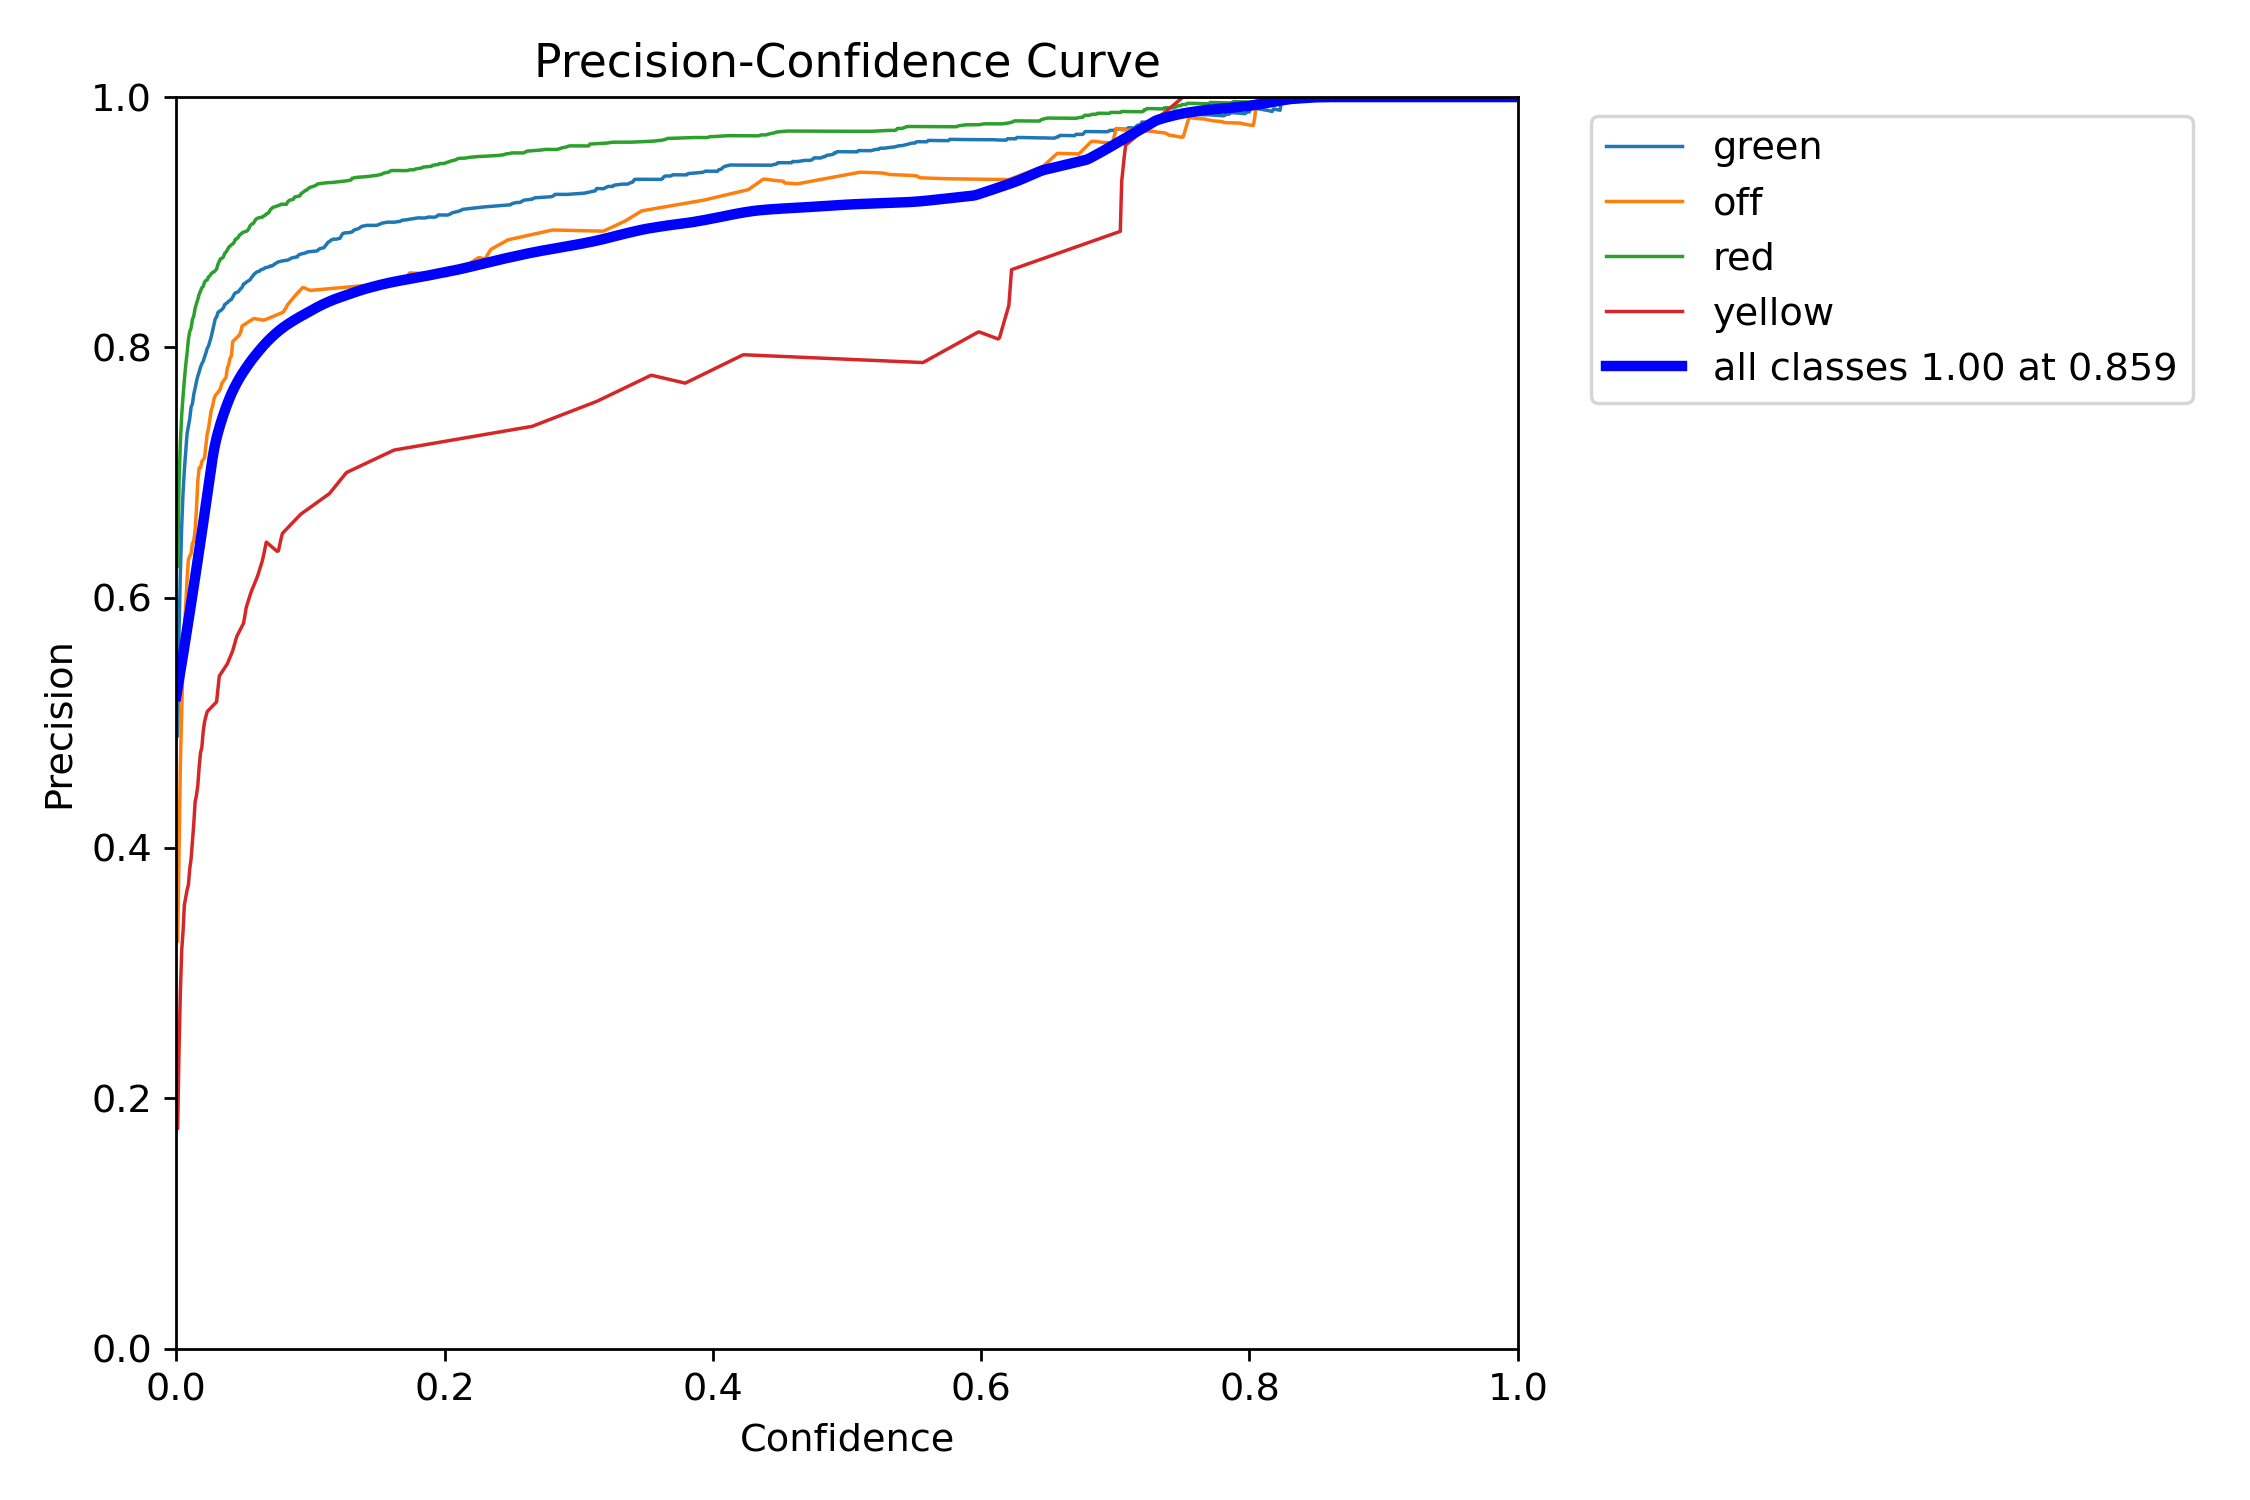 Precision-Confidence Curve
1.0
0.8
0.6
0.4
0.2
0.0
Precision
0.0 0.2 0.4 0.6 0.8 1.0
Confidence
green
off
red
yellow
all classes 1.00 at 0.859